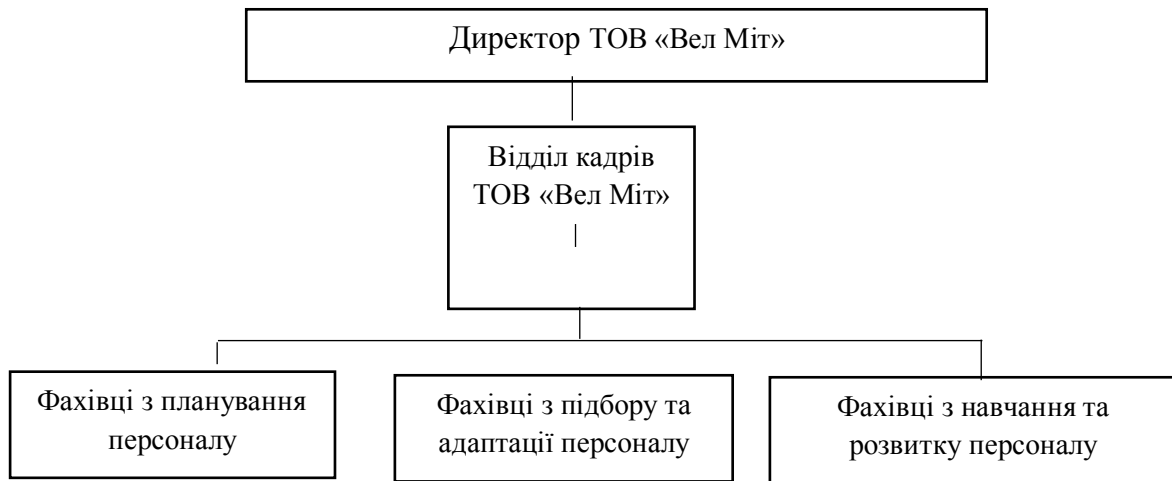 Директор ТОВ «Вел Міт»
Відділ кадрів
ТОВ «Вел Міт»
Фахівці з планування
персоналу
Фахівці з підбору та
адаптації персоналу
Фахівці з навчання та
розвитку персоналу